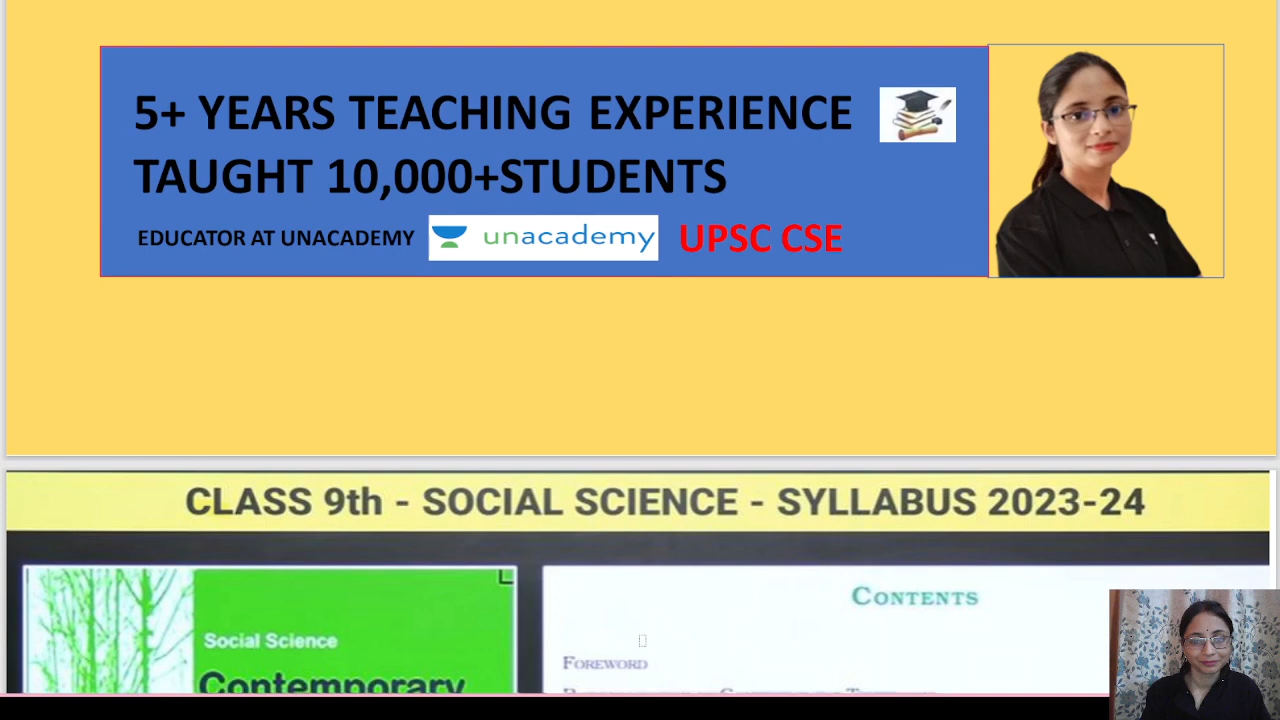 5+ YEARS TEACHING EXPERIENCE
TAUGHT 10,000+STUDENTS
EDUCATOR AT UNACADEMY unacademy UPSC CSE
CLASS 9th - SOCIAL SCIENCE - SYLLABUS 2023-24
Social Science
Contemporary
CONTENTS
FOREWORD